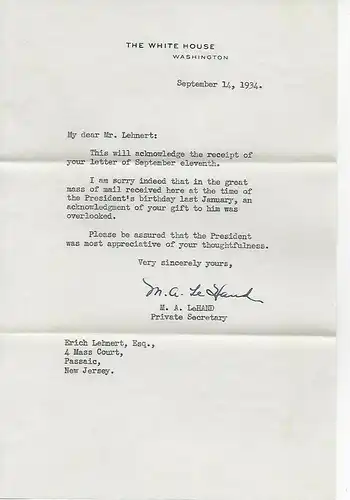 THE WHITE HOUSE
WASHINGTON
September 14, 1934.
My dear Mr. Lehnert:
This will acknowledge the receipt of
your letter of September eleventh.
I am sorry indeed that in the great
mass of mail received here at the time of
the President's birthday last January, an
acknowledgment of your gift to him was
overlooked.
Please be assured that the President
was most appreciative of your thoughtfulness.
Very sincerely yours,
M. A. Le Hand
M. A. LeHAND
Private Secretary
Erich Lehnert, Esq.,
4 Mass Court,
Passaic,
New Jersey.